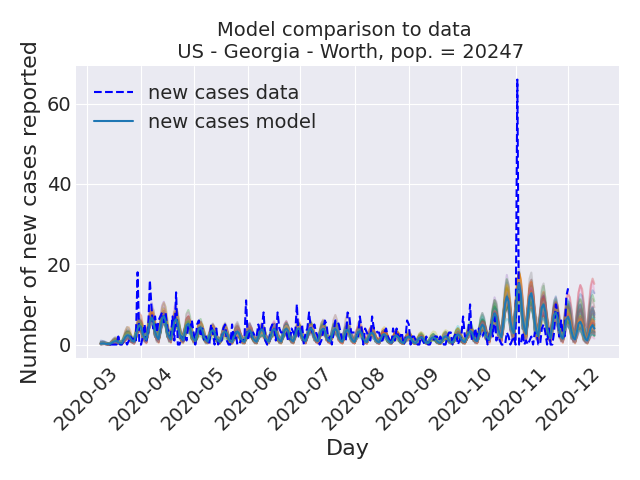 Model comparison to data
US - Georgia - Worth, pop. = 20247
Number of new cases reported
new cases data
new cases model
60
40
20
0
2020-03
2020-04
2020-05
2020-06
2020-07
2020-08
2020-09
2020-10
2020-11
2020-12
Day